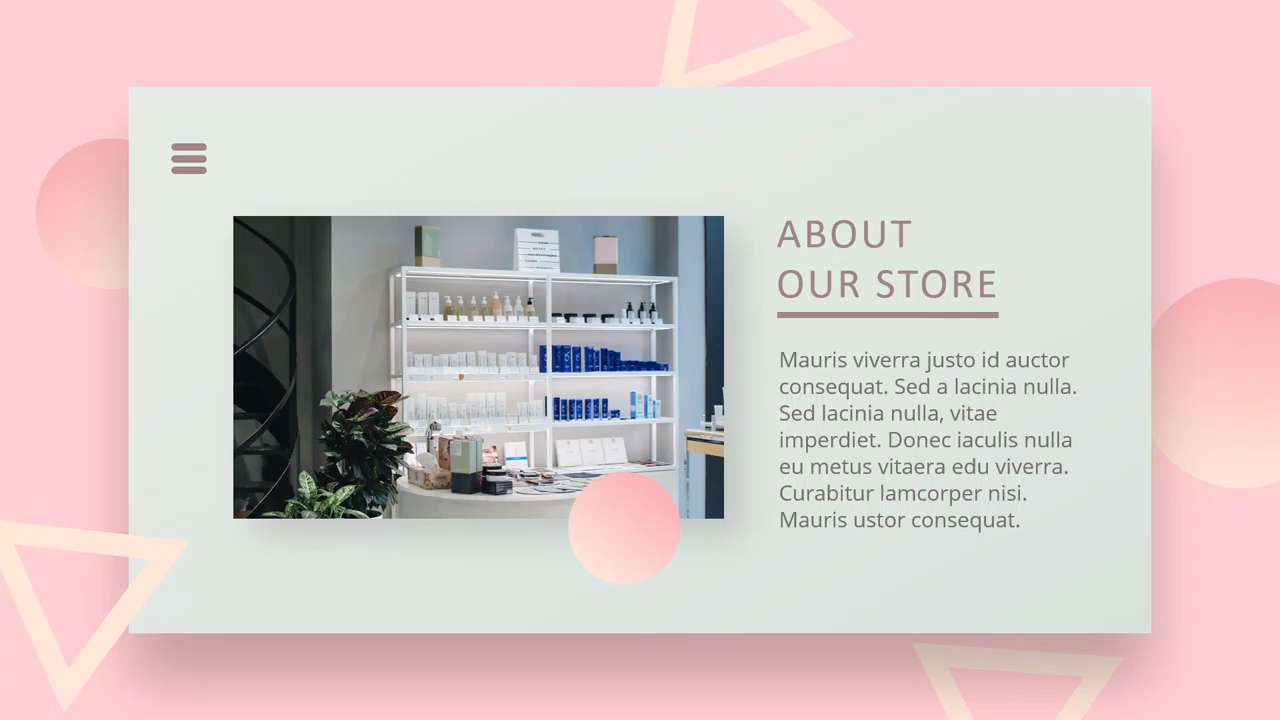 ABOUT
OUR STORE
Mauris viverra justo id auctor
consequat. Sed a lacinia nulla.
Sed lacinia nulla, vitae
imperdiet. Donec iaculis nulla
eu metus vitaera edu viverra.
Curabitur lamcorper nisi.
Mauris ustor consequat.